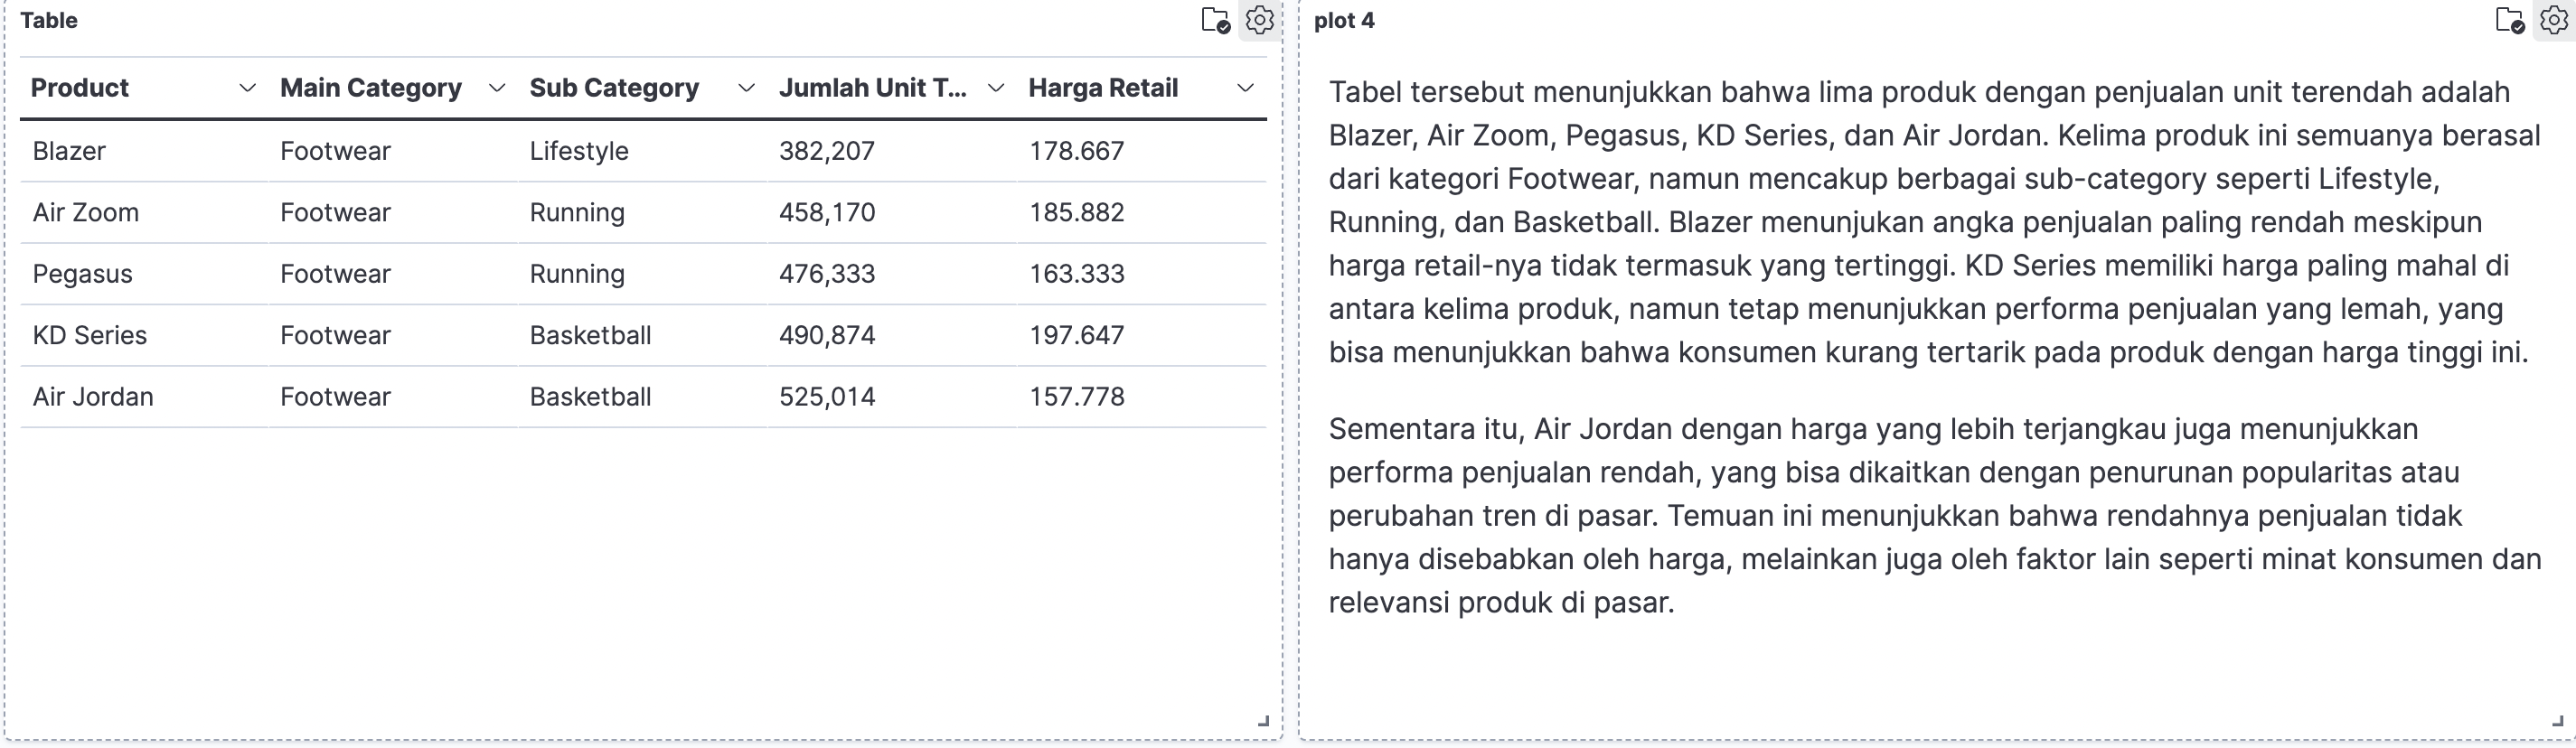 Table
Product Main Category Sub Category Jumlah Unit T... Harga Retail
Blazer Footwear Lifestyle 382,207 178.667
Air Zoom Footwear Running 458,170 185.882
Pegasus Footwear Running 476,333 163.333
KD Series Footwear Basketball 490,874 197.647
Air Jordan Footwear Basketball 525,014 157.778
plot 4
Tabel tersebut menunjukkan bahwa lima produk dengan penjualan unit terendah adalah
Blazer, Air Zoom, Pegasus, KD Series, dan Air Jordan. Kelima produk ini semuanya berasal
dari kategori Footwear, namun mencakup berbagai sub-category seperti Lifestyle,
Running, dan Basketball. Blazer menunjukan angka penjualan paling rendah meskipun
harga retail-nya tidak termasuk yang tertinggi. KD Series memiliki harga paling mahal di
antara kelima produk, namun tetap menunjukkan performa penjualan yang lemah, yang
bisa menunjukkan bahwa konsumen kurang tertarik pada produk dengan harga tinggi ini.
Sementara itu, Air Jordan dengan harga yang lebih terjangkau juga menunjukkan
performa penjualan rendah, yang bisa dikaitkan dengan penurunan popularitas atau
perubahan tren di pasar. Temuan ini menunjukkan bahwa rendahnya penjualan tidak
hanya disebabkan oleh harga, melainkan juga oleh faktor lain seperti minat konsumen dan
relevansi produk di pasar.